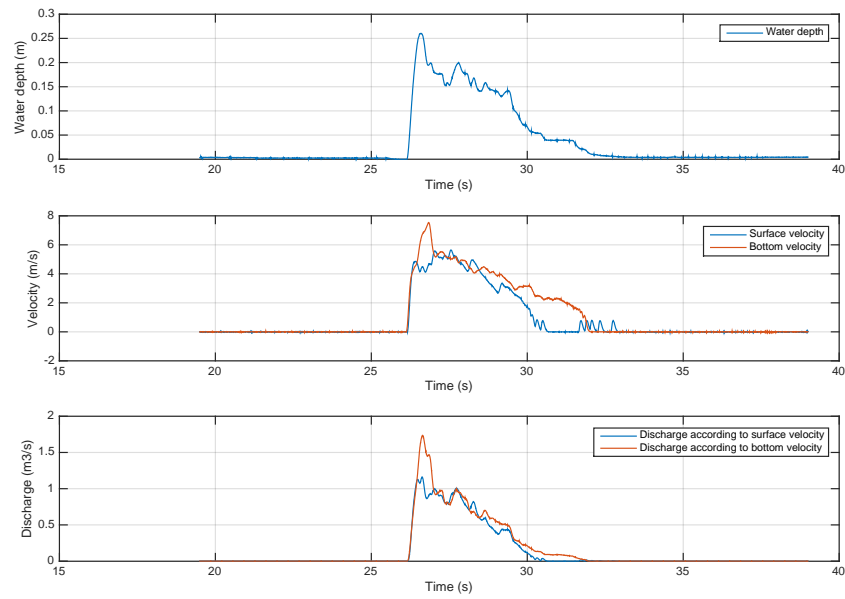 0.3
0.25
0.2
0.15
0.1
0.05
0
Water depth (m)
Water depth
15 20 25 30 35 40
Time (s)
8
6
4
2
0
-2
Velocity (m/s)
Surface velocity
Bottom velocity
15 20 25 30 35 40
Time (s)
2
1.5
1
0.5
0
Discharge (m3/s)
Discharge according to surface velocity
Discharge according to bottom velocity
15 20 25 30 35 40
Time (s)